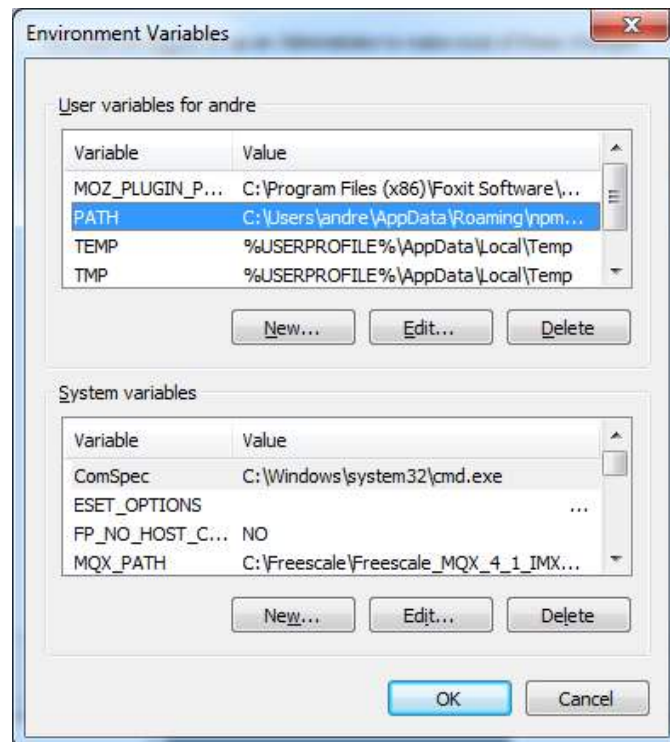 Environment Variables
User variables for andre
Variable Value
MOZ_PLUGIN_P... C:\Program Files (x86)\Foxit Software\...
PATH C:\Users\andre\AppData\Roaming\npm...
TEMP %USERPROFILE%\AppData\Local\Temp
TMP %USERPROFILE%\AppData\Local\Temp
New... Edit... Delete
System variables
Variable Value
ComSpec C:\Windows\system32\cmd.exe
ESET_OPTIONS ...
FP_NO_HOST_C... NO
MQX_PATH C:\Freescale\Freescale_MQX_4_1_IMX...
New... Edit... Delete
OK Cancel